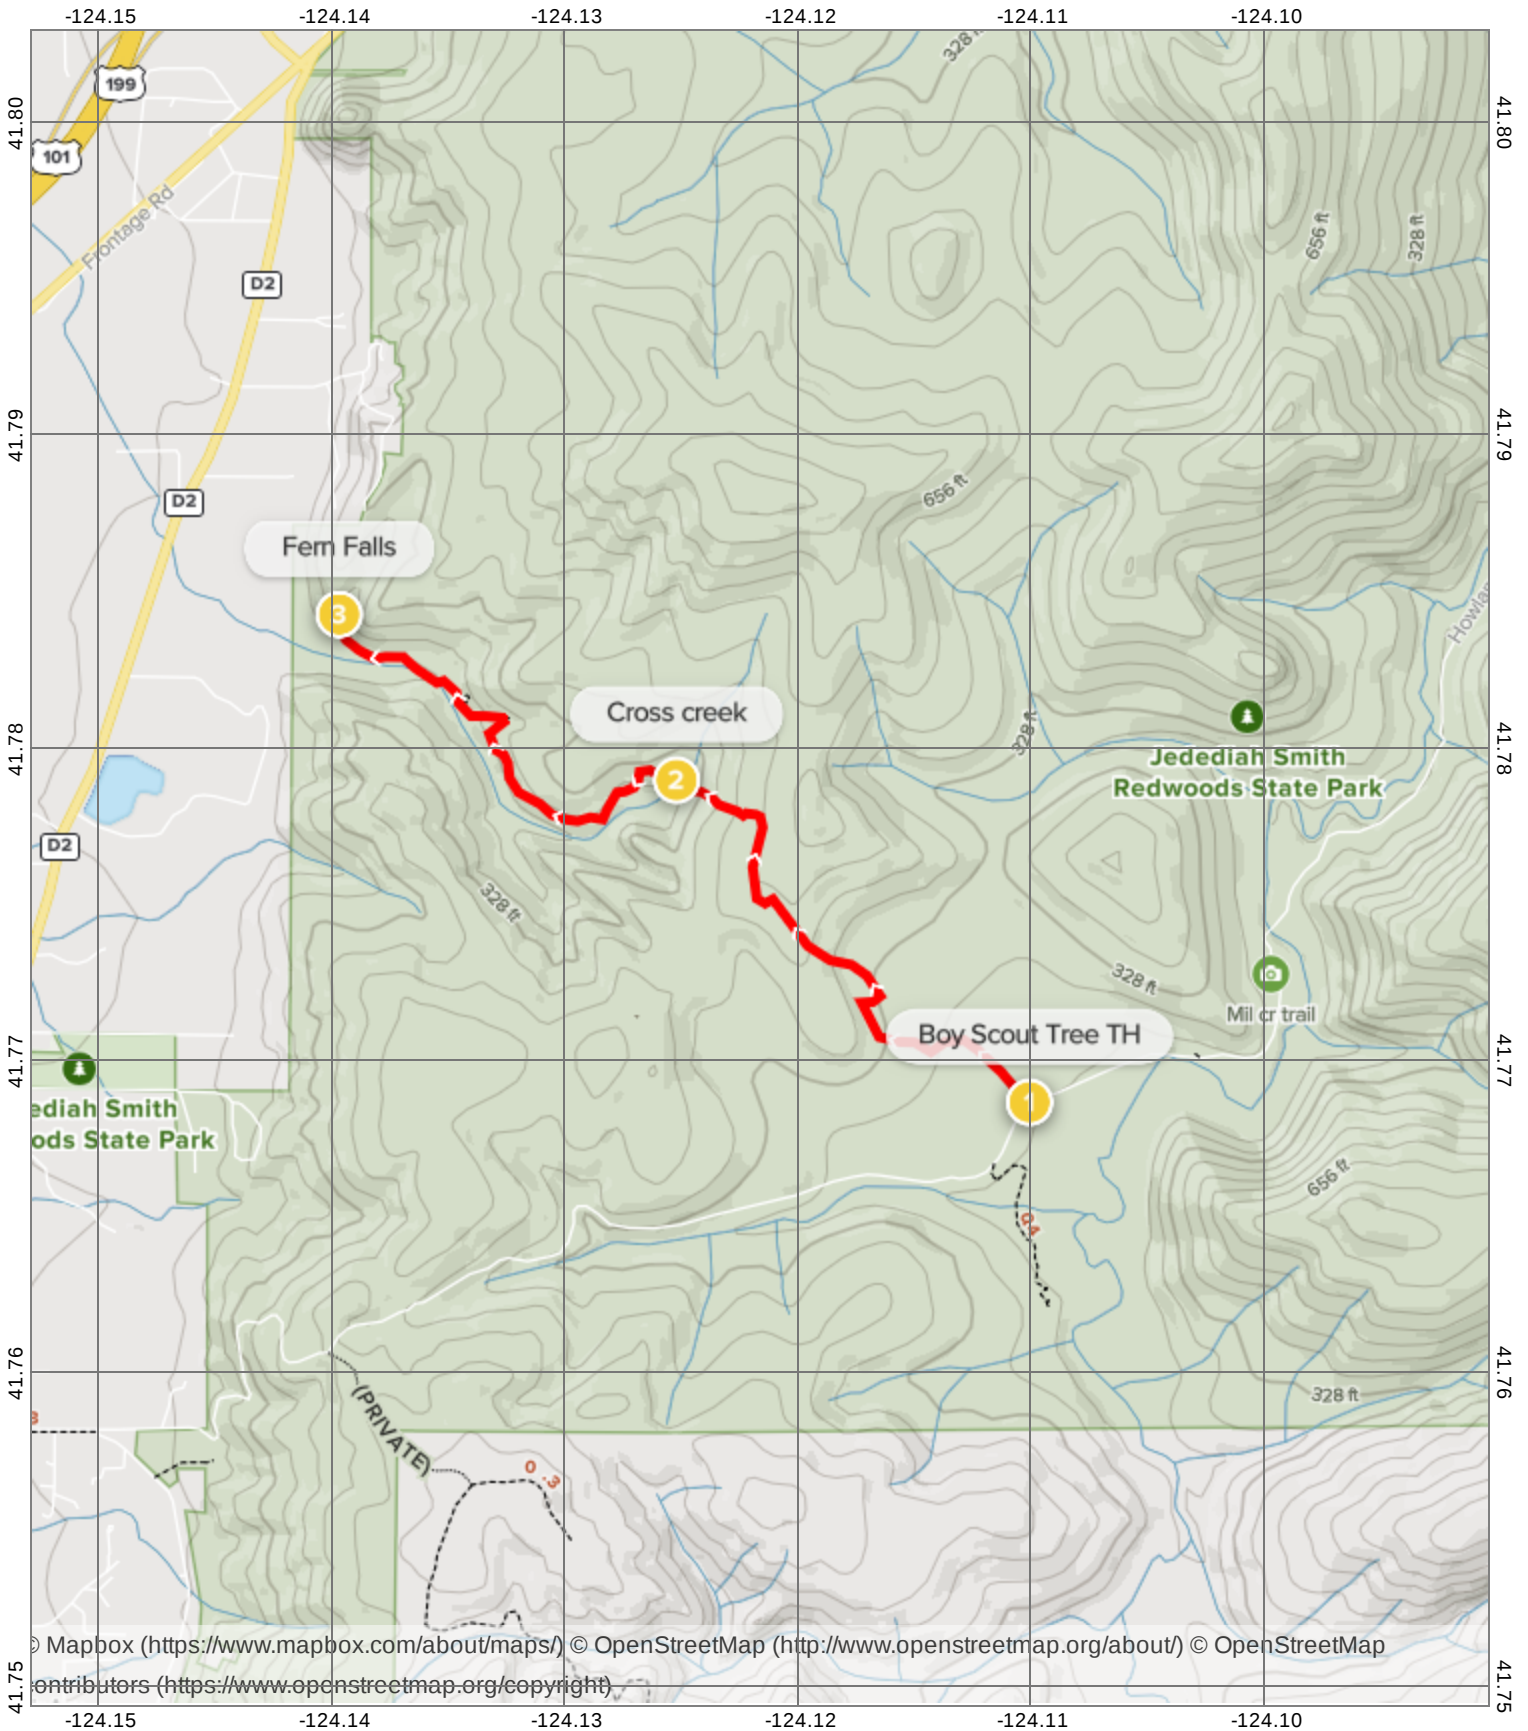 -124.15
-124.14
-124.13
-124.12
-124.11
-124.10
328 ft
199
41.80
41.80
101
Frontage Rd
656 ft
328 ft
D2
41.79
41.79
656 ft
D2
Fern Falls
3
Howlan
Cross creek
328 ft
41.78
41.78
Jedediah Smith
Redwoods State Park
2
D2
328 ft
328 ft
Mil cr trail
Boy Scout Tree TH
41.77
41.77
1
ediah Smith
ods State Park
656 ft
0.4
41.76
41.76
328 ft
3
(PRIVATE)
0.3
© Mapbox (https://www.mapbox.com/about/maps/) © OpenStreetMap (http://www.openstreetmap.org/about/) © OpenStreetMap
ontributors (https://www.openstreetmap.org/copyright)
41.75
41.75
-124.15
-124.14
-124.13
-124.12
-124.11
-124.10